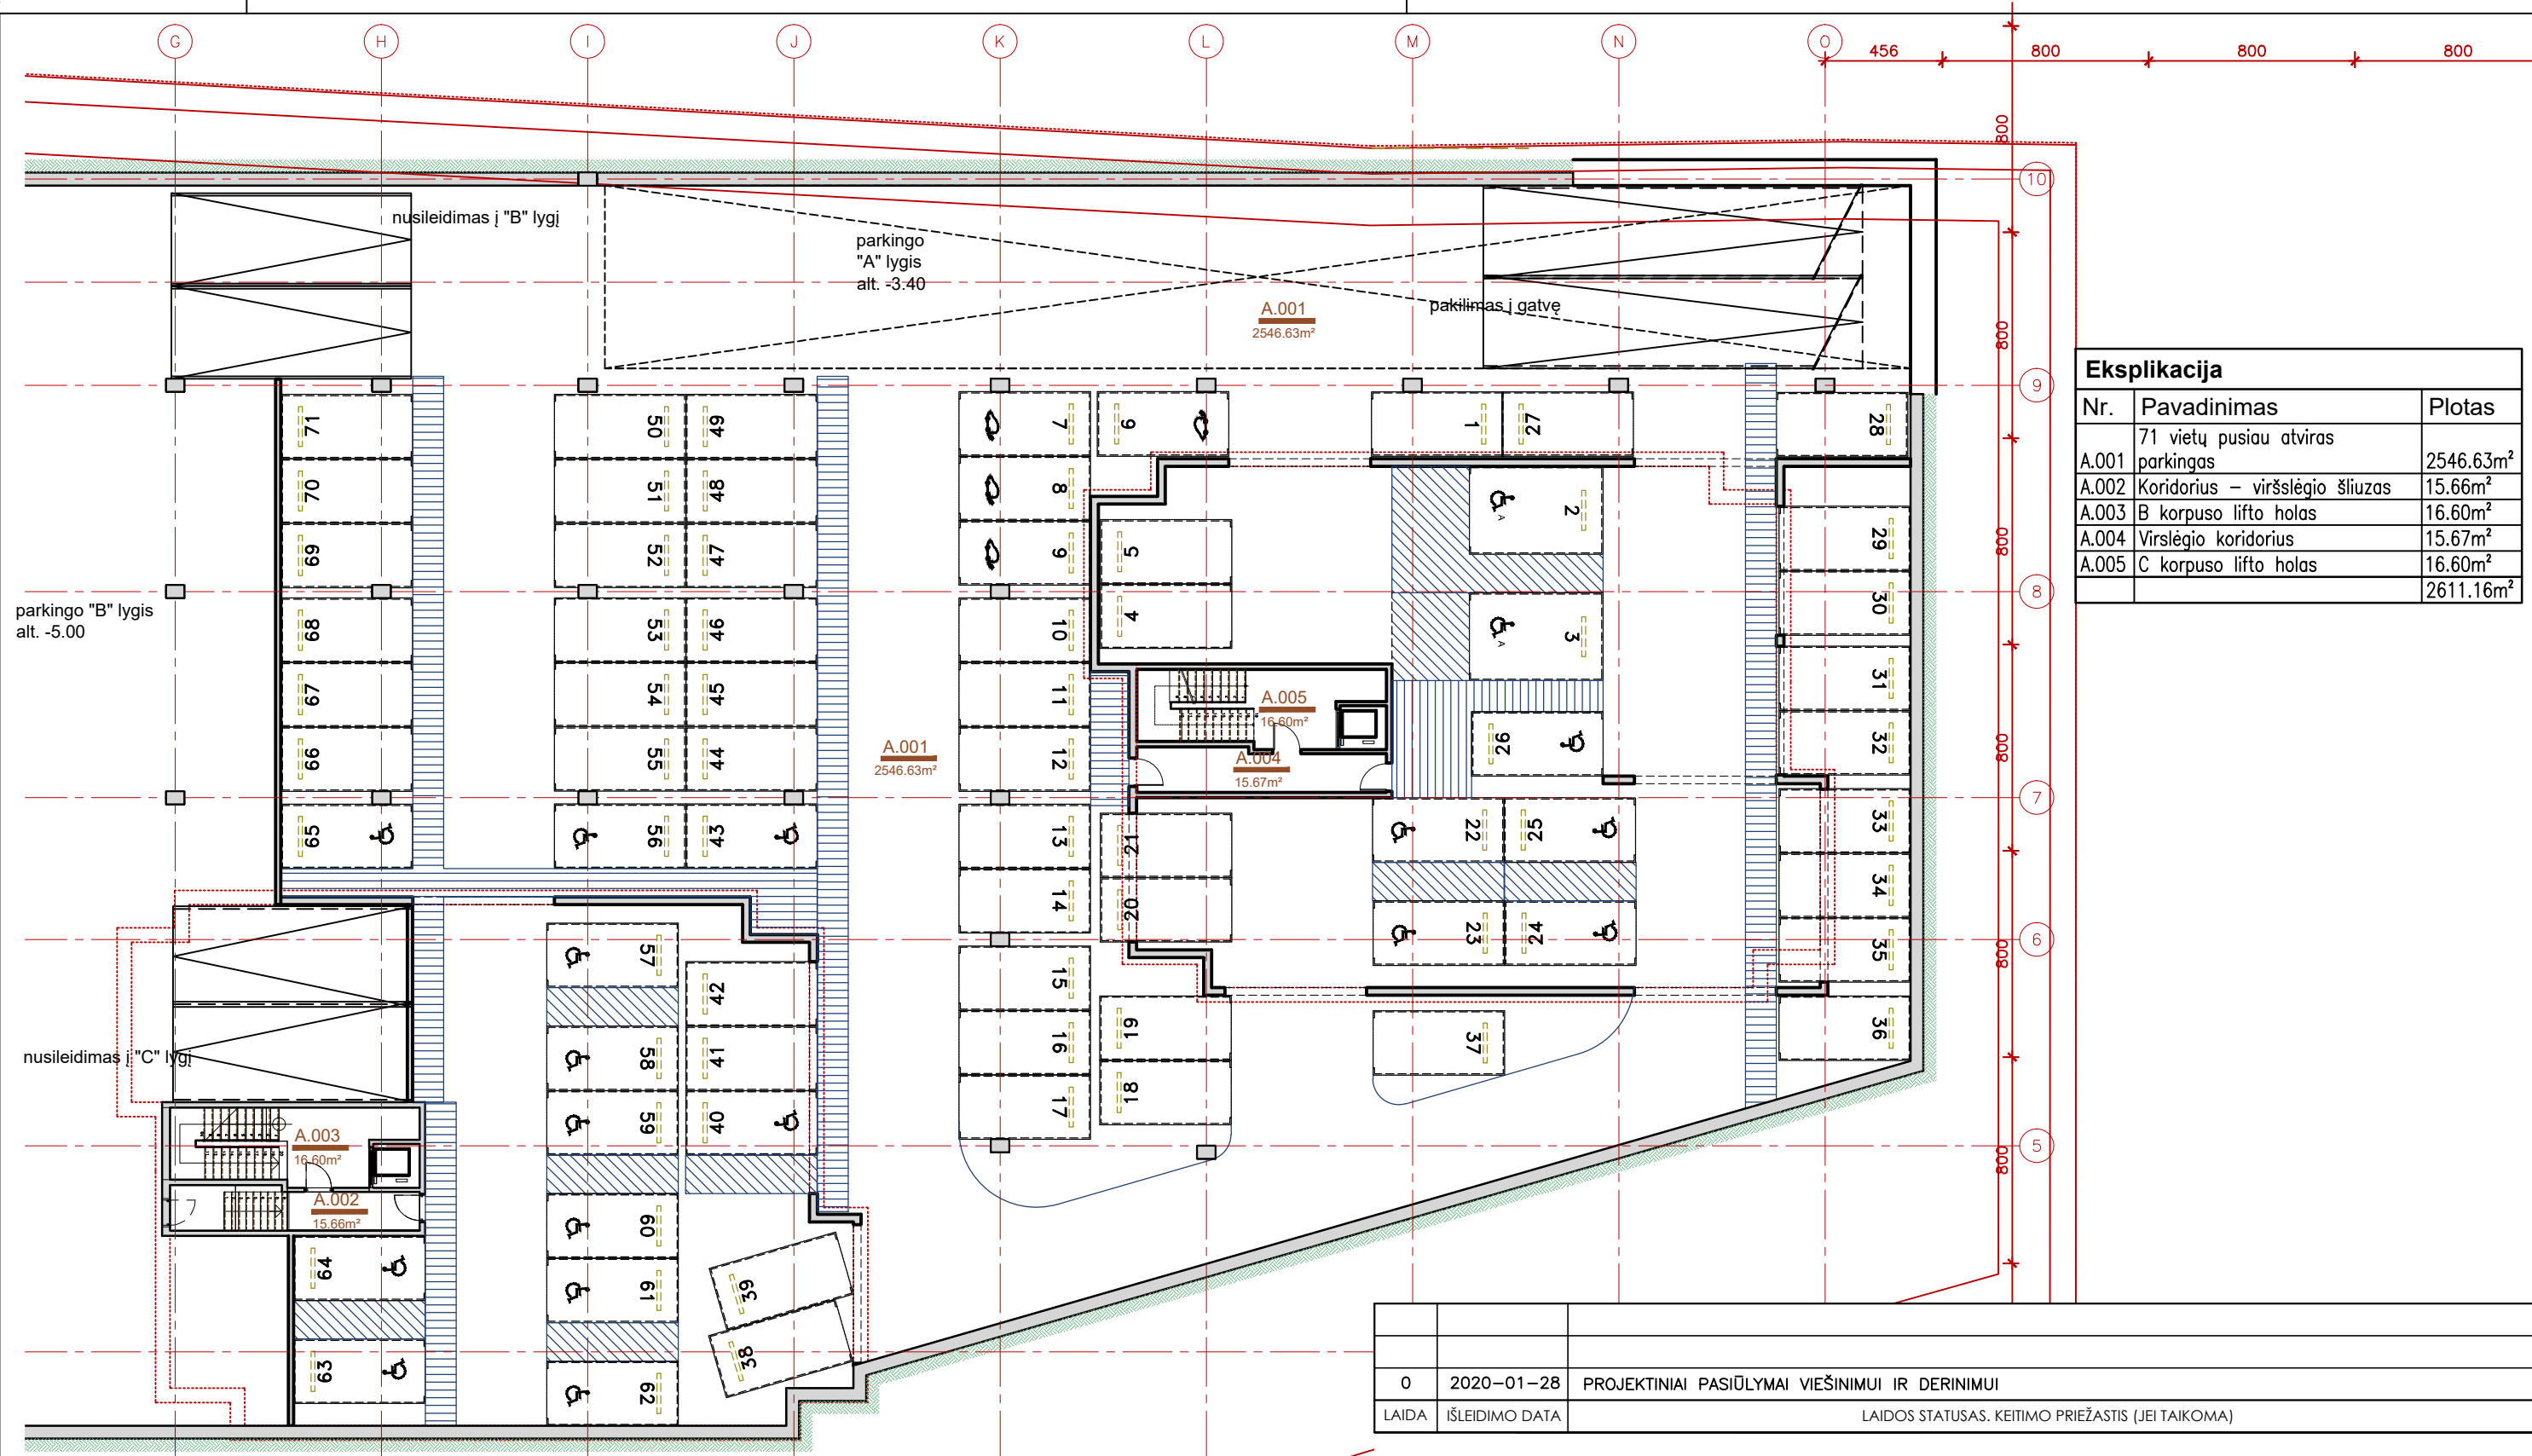 G
H
I
J
K
L
M
N
O
456
800
800
800
800
800
800
800
800
800
10
9
8
7
6
5
nusileidimas į "B" lygį
parkingo
"A" lygis
alt. -3.40
A.001
2546.63m²
pakilimas į gatvę
Eksplikacija
Nr. Pavadinimas Plotas
71 vietų pusiau atviras
A.001 parkingas 2546.63m²
A.002 Koridorius – viršslėgio šliuzas 15.66m²
A.003 B korpuso lifto holas 16.60m²
A.004 Virslėgio koridorius 15.67m²
A.005 C korpuso lifto holas 16.60m²
2611.16m²
71
70
69
68
67
66
65
50
51
52
53
54
55
56
49
48
47
46
45
44
43
7
8
9
10
11
12
13
14
15
16
17
6
5
4
21
20
19
18
1
27
2
A
3
A
26
22
25
23
24
37
28
29
30
31
32
33
34
35
36
parkingo "B" lygis
alt. -5.00
A.001
2546.63m²
A.005
16.60m²
A.004
15.67m²
nusileidimas į "C" lygį
57
58
59
60
61
62
42
41
40
39
38
A.003
16.60m²
A.002
15.66m²
64
63
0 2020–01–28 PROJEKTINIAI PASIŪLYMAI VIEŠINIMUI IR DERINIMUI
LAIDA IŠLEIDIMO DATA LAIDOS STATUSAS. KEITIMO PRIEŽASTIS (JEI TAIKOMA)